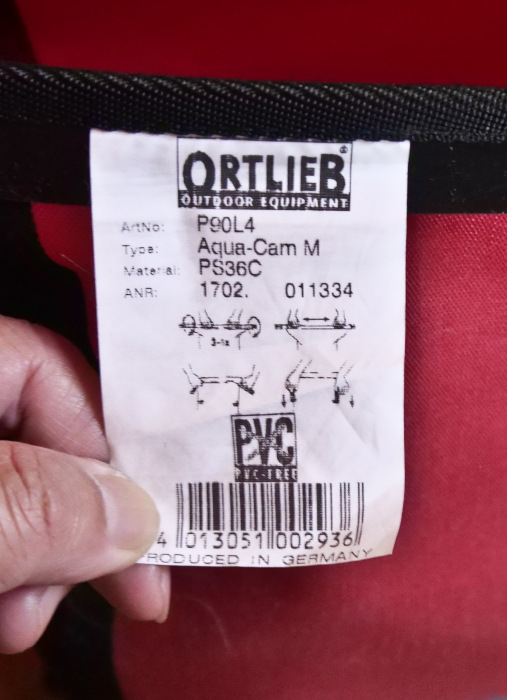 ORTLIEB®
OUTDOOR EQUIPMENT
ArtNo: P90L4
Type: Aqua-Cam M
Material: PS36C
ANR: 1702. 011334
3-4x
PVC
PVC-FREE
4 013051 002936
PRODUCED IN GERMANY